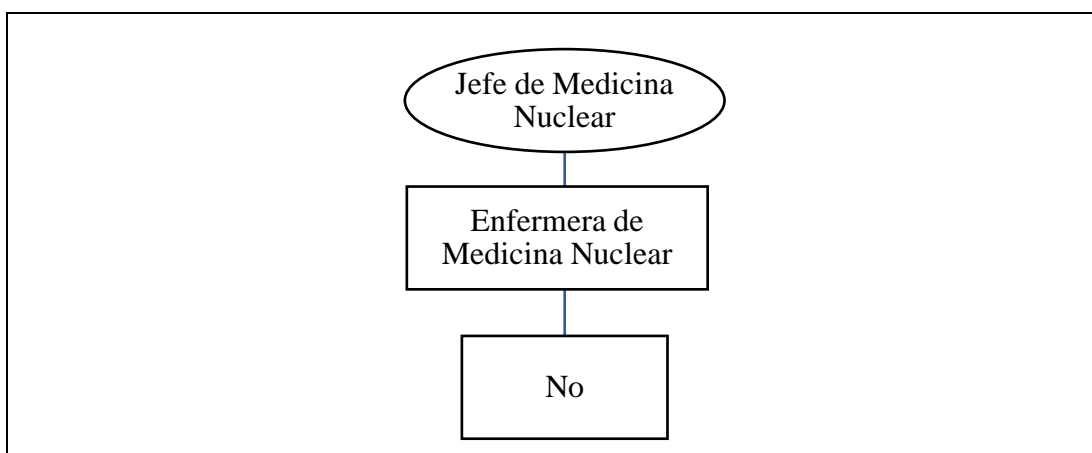 Jefe de Medicina
Nuclear
Enfermera de
Medicina Nuclear
No